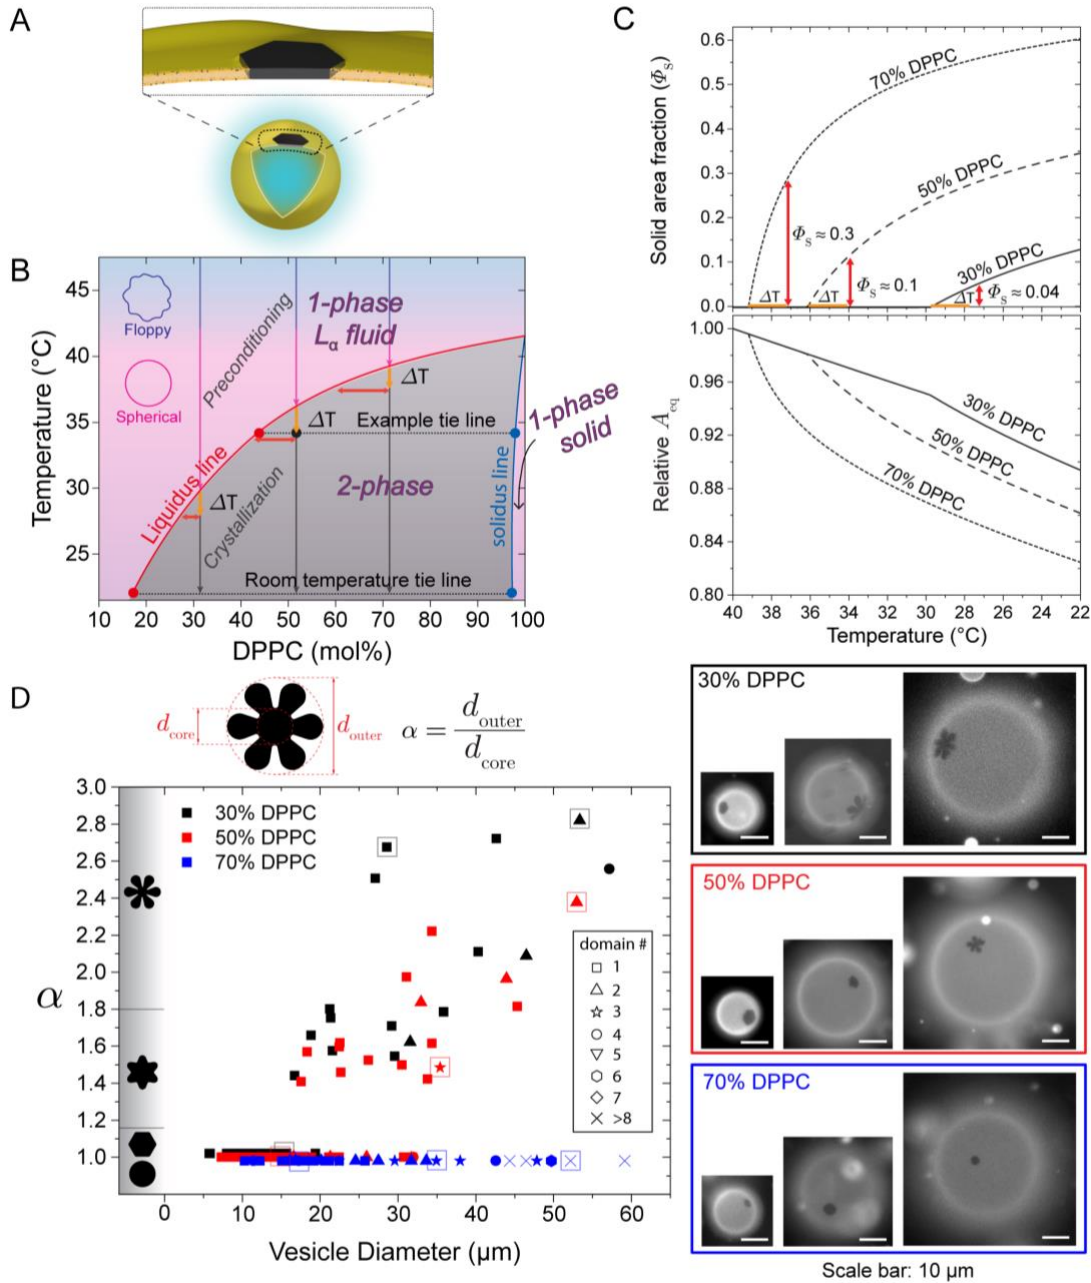 A
B
45
40
35
30
25
Temperature (°C)
Floppy
Spherical
Preconditioning
1-phase
Lα fluid
ΔT
ΔT
ΔT
Example tie line
Liquidus line
Crystallization
2-phase
solidus line
1-phase
solid
Room temperature tie line
10 20 30 40 50 60 70 80 90 100
DPPC (mol%)
C
0.6
0.5
0.4
0.3
0.2
0.1
0.0
Solid area fraction (ΦS)
70% DPPC
50% DPPC
30% DPPC
ΦS ≈ 0.3
ΦS ≈ 0.1
ΦS ≈ 0.04
ΔT
ΔT
ΔT
1.00
0.96
0.92
0.88
0.84
0.80
Relative Aeq
30% DPPC
50% DPPC
70% DPPC
40 38 36 34 32 30 28 26 24 22
Temperature (°C)
D
dcore
douter
α = douter / dcore
3.0
2.8
2.6
2.4
2.2
2.0
1.8
1.6
1.4
1.2
1.0
α
30% DPPC
50% DPPC
70% DPPC
domain #
1
2
3
4
5
6
7
>8
0 10 20 30 40 50 60
Vesicle Diameter (µm)
30% DPPC
50% DPPC
70% DPPC
Scale bar: 10 µm